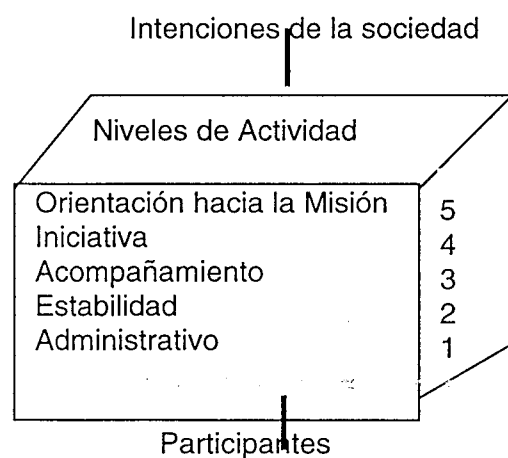 Intenciones de la sociedad
Niveles de Actividad
Orientación hacia la Misión 5
Iniciativa 4
Acompañamiento 3
Estabilidad 2
Administrativo 1
Participantes